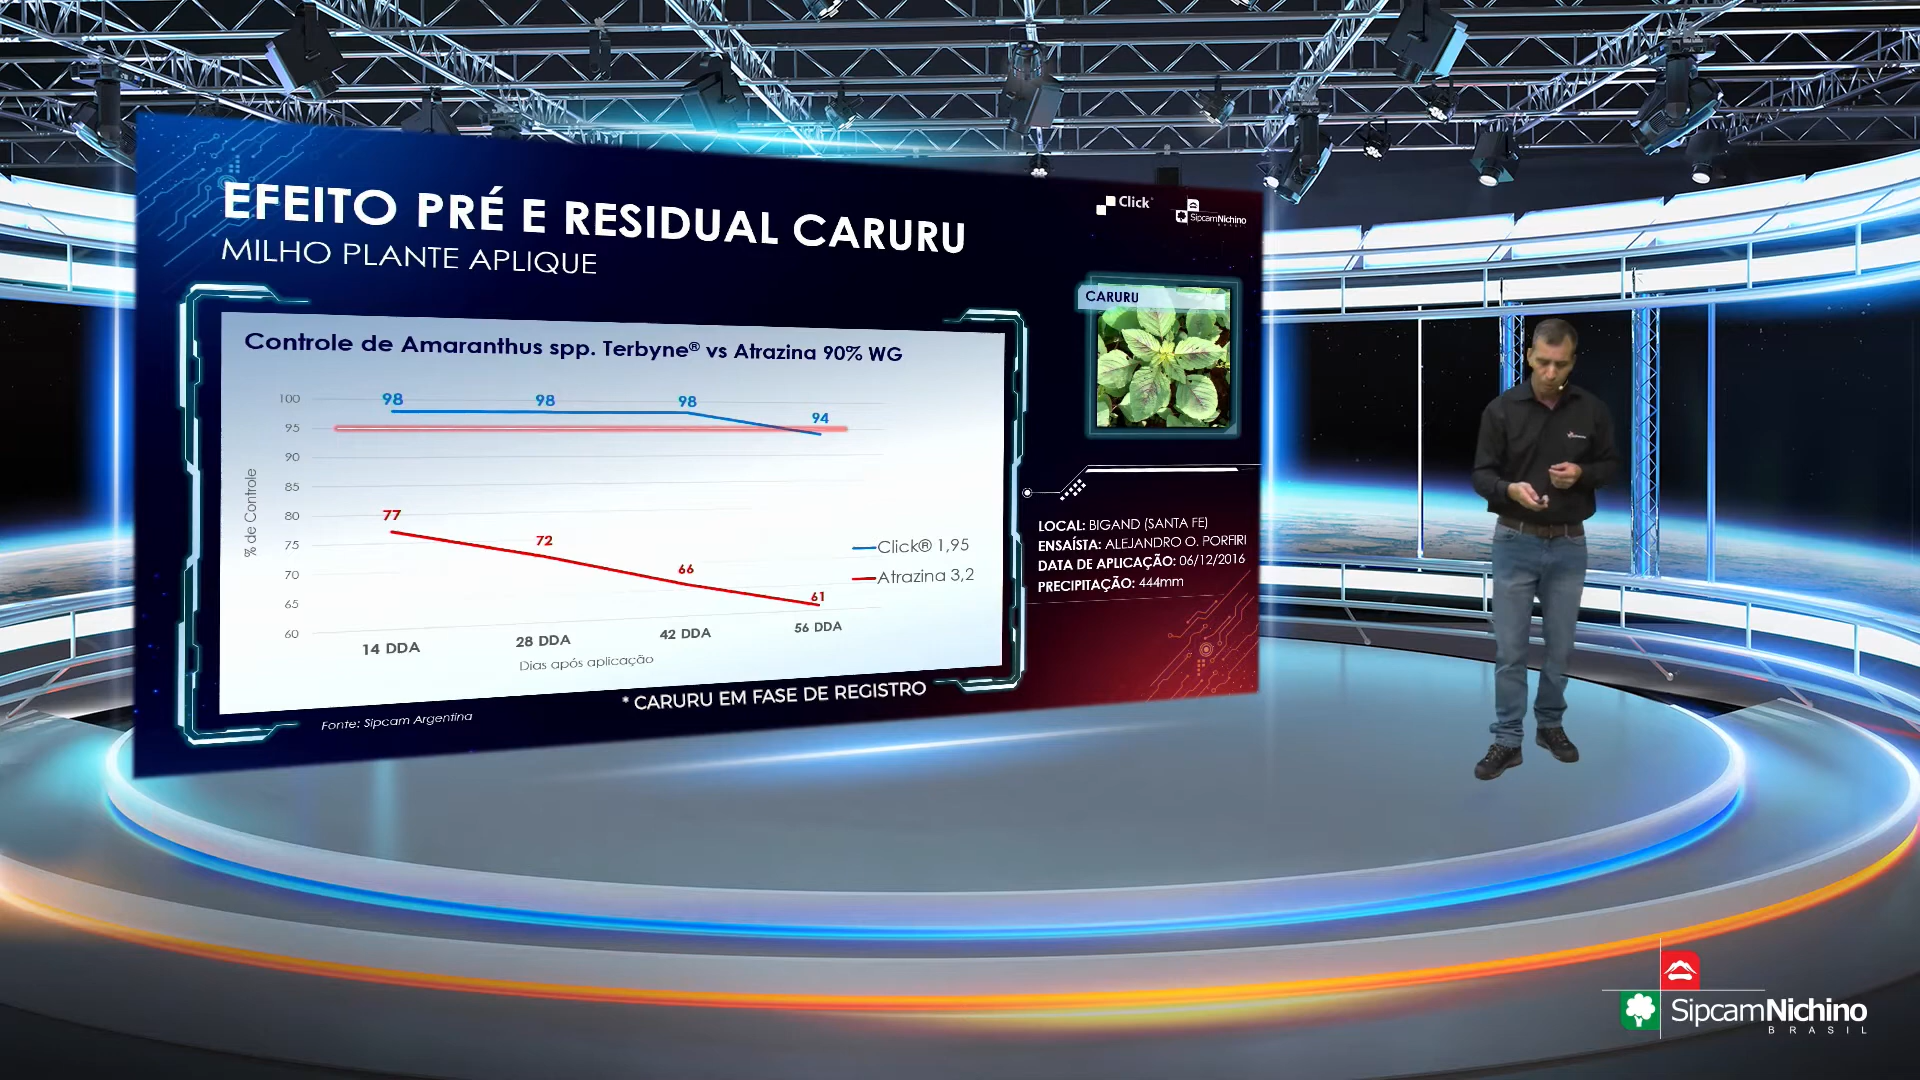 EFEITO PRÉ E RESIDUAL CARURU
MILHO PLANTE APLIQUE
Click®
SipcamNichino
BRASIL
CARURU
Controle de Amaranthus spp. Terbyne® vs Atrazina 90% WG
100
95
90
85
80
75
70
65
60
% de Controle
98
98
98
94
77
72
66
61
Click® 1,95
Atrazina 3,2
14 DDA
28 DDA
42 DDA
56 DDA
Dias após aplicação
* CARURU EM FASE DE REGISTRO
Fonte: Sipcam Argentina
LOCAL: BIGAND (SANTA FE)
ENSAÍSTA: ALEJANDRO O. PORFIRI
DATA DE APLICAÇÃO: 06/12/2016
PRECIPITAÇÃO: 444mm
SipcamNichino
BRASIL